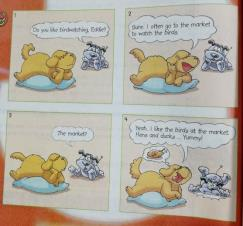 1
Do you like birdwatching, Eddie?
2
Sure. I often go to the market
to watch the birds.
3
The market?
4
Yeah, I like the birds at the market.
Hens and ducks ... Yummy!